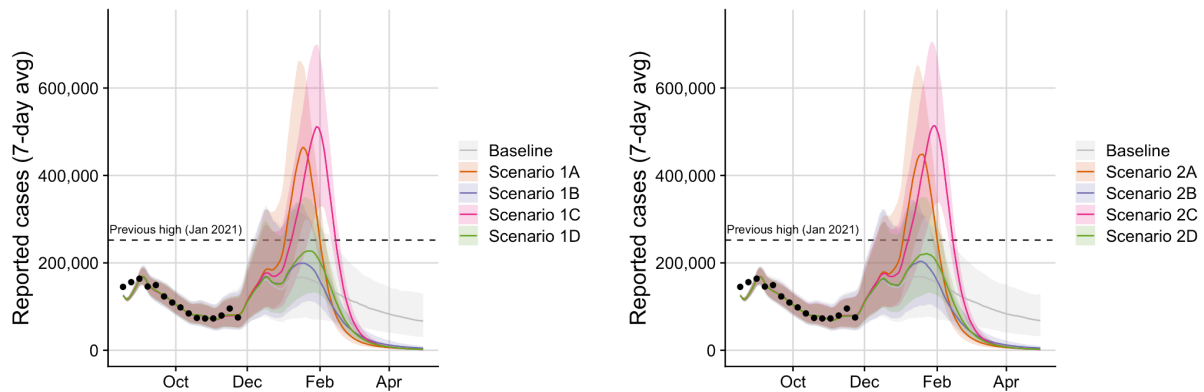 Reported cases (7-day avg)
600,000
400,000
200,000
0
Previous high (Jan 2021)
Oct
Dec
Feb
Apr
Baseline
Scenario 1A
Scenario 1B
Scenario 1C
Scenario 1D
Reported cases (7-day avg)
600,000
400,000
200,000
0
Previous high (Jan 2021)
Oct
Dec
Feb
Apr
Baseline
Scenario 2A
Scenario 2B
Scenario 2C
Scenario 2D